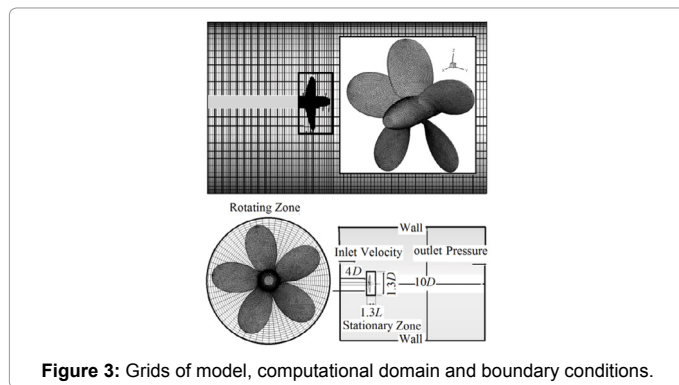 Rotating Zone
Wall
Inlet Velocity
outlet Pressure
4D
1.3D
10D
1.3L
Stationary Zone
Wall
Figure 3: Grids of model, computational domain and boundary conditions.